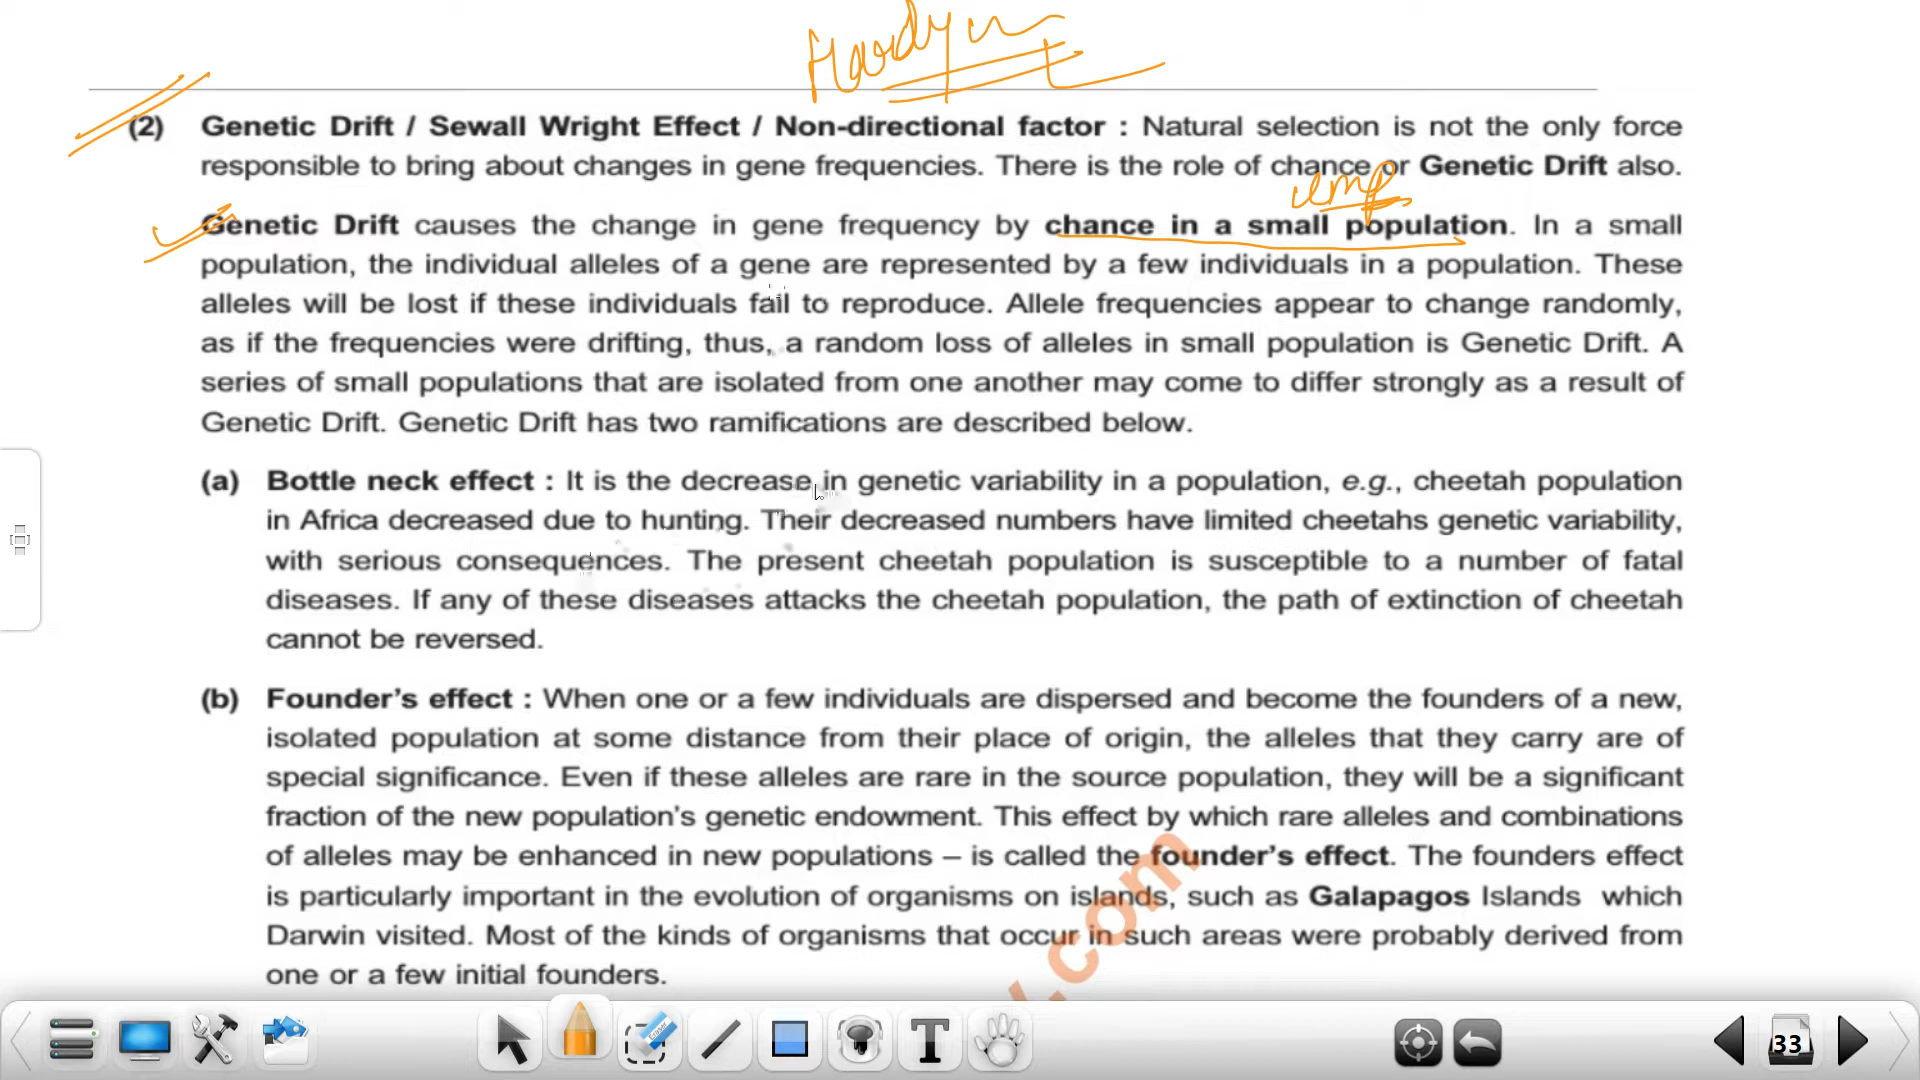 Hardy w
(2) Genetic Drift / Sewall Wright Effect / Non-directional factor : Natural selection is not the only force
responsible to bring about changes in gene frequencies. There is the role of chance or Genetic Drift also.
imp
Genetic Drift causes the change in gene frequency by chance in a small population. In a small
population, the individual alleles of a gene are represented by a few individuals in a population. These
alleles will be lost if these individuals fail to reproduce. Allele frequencies appear to change randomly,
as if the frequencies were drifting, thus, a random loss of alleles in small population is Genetic Drift. A
series of small populations that are isolated from one another may come to differ strongly as a result of
Genetic Drift. Genetic Drift has two ramifications are described below.
(a) Bottle neck effect : It is the decrease in genetic variability in a population, e.g., cheetah population
in Africa decreased due to hunting. Their decreased numbers have limited cheetahs genetic variability,
with serious consequences. The present cheetah population is susceptible to a number of fatal
diseases. If any of these diseases attacks the cheetah population, the path of extinction of cheetah
cannot be reversed.
(b) Founder's effect : When one or a few individuals are dispersed and become the founders of a new,
isolated population at some distance from their place of origin, the alleles that they carry are of
special significance. Even if these alleles are rare in the source population, they will be a significant
fraction of the new population's genetic endowment. This effect by which rare alleles and combinations
of alleles may be enhanced in new populations – is called the founder's effect. The founders effect
is particularly important in the evolution of organisms on islands, such as Galapagos Islands which
Darwin visited. Most of the kinds of organisms that occur in such areas were probably derived from
one or a few initial founders.
.com
Eraser
T
33